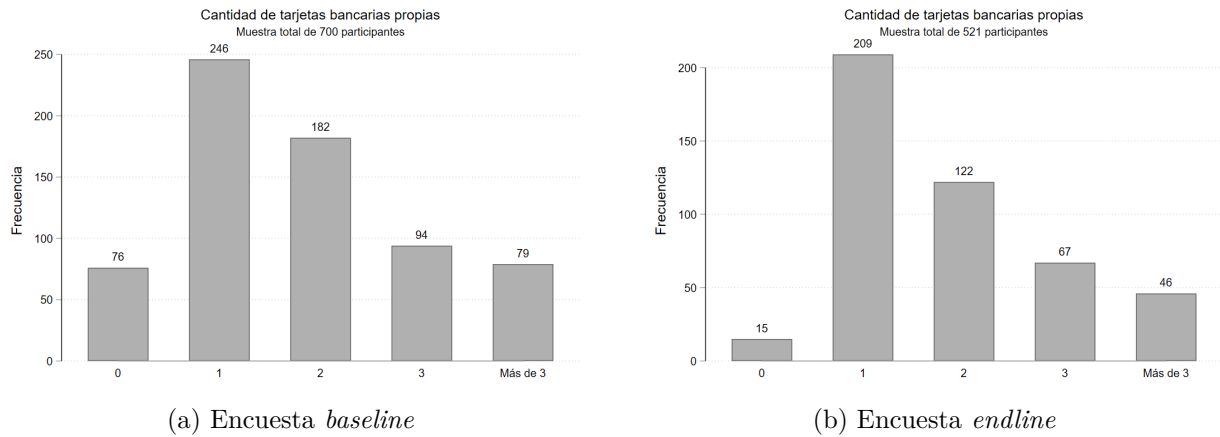 Cantidad de tarjetas bancarias propias
Muestra total de 700 participantes
Frecuencia
250
200
150
100
50
0
76
246
182
94
79
0
1
2
3
Más de 3
(a) Encuesta baseline
Cantidad de tarjetas bancarias propias
Muestra total de 521 participantes
Frecuencia
200
150
100
50
0
15
209
122
67
46
0
1
2
3
Más de 3
(b) Encuesta endline